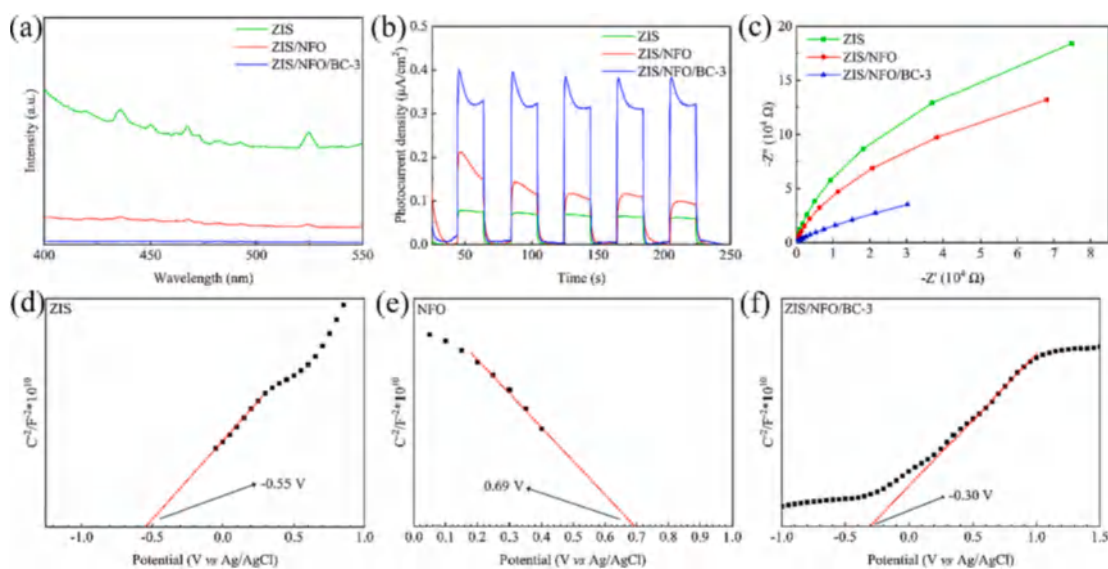 (a)
ZIS
ZIS/NFO
ZIS/NFO/BC-3
Intensity (a.u.)
400 450 500 550
Wavelength (nm)
(b)
ZIS
ZIS/NFO
ZIS/NFO/BC-3
Photocurrent density (μA/cm²)
0.5
0.4
0.3
0.2
0.1
0.0
50 100 150 200 250
Time (s)
(c)
ZIS
ZIS/NFO
ZIS/NFO/BC-3
-Z'' (10⁴ Ω)
20
15
10
5
0
0 1 2 3 4 5 6 7 8
-Z' (10⁴ Ω)
(d)
ZIS
C⁻²/F⁻²*10¹⁰
-0.55 V
-1.0 -0.5 0.0 0.5 1.0
Potential (V vs Ag/AgCl)
(e)
NFO
C⁻²/F⁻²*10¹⁰
0.69 V
0.0 0.1 0.2 0.3 0.4 0.5 0.6 0.7 0.8 0.9 1.0
Potential (V vs Ag/AgCl)
(f)
ZIS/NFO/BC-3
C⁻²/F⁻²*10¹⁰
-0.30 V
-1.0 -0.5 0.0 0.5 1.0 1.5
Potential (V vs Ag/AgCl)